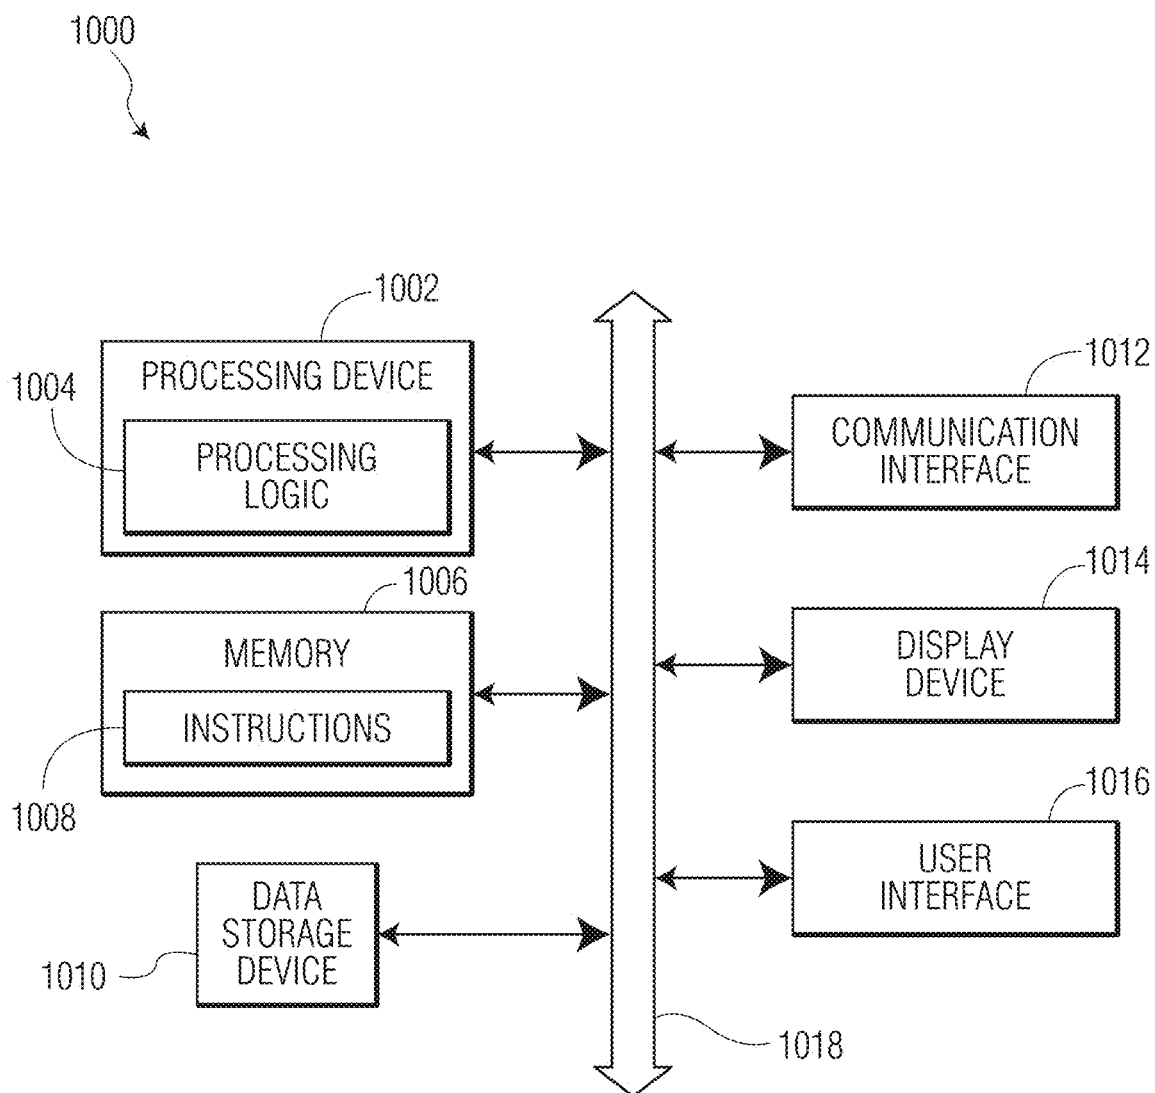 1000
1002
PROCESSING DEVICE
1004
PROCESSING
LOGIC
1006
MEMORY
INSTRUCTIONS
1008
DATA
STORAGE
DEVICE
1010
1012
COMMUNICATION
INTERFACE
1014
DISPLAY
DEVICE
1016
USER
INTERFACE
1018